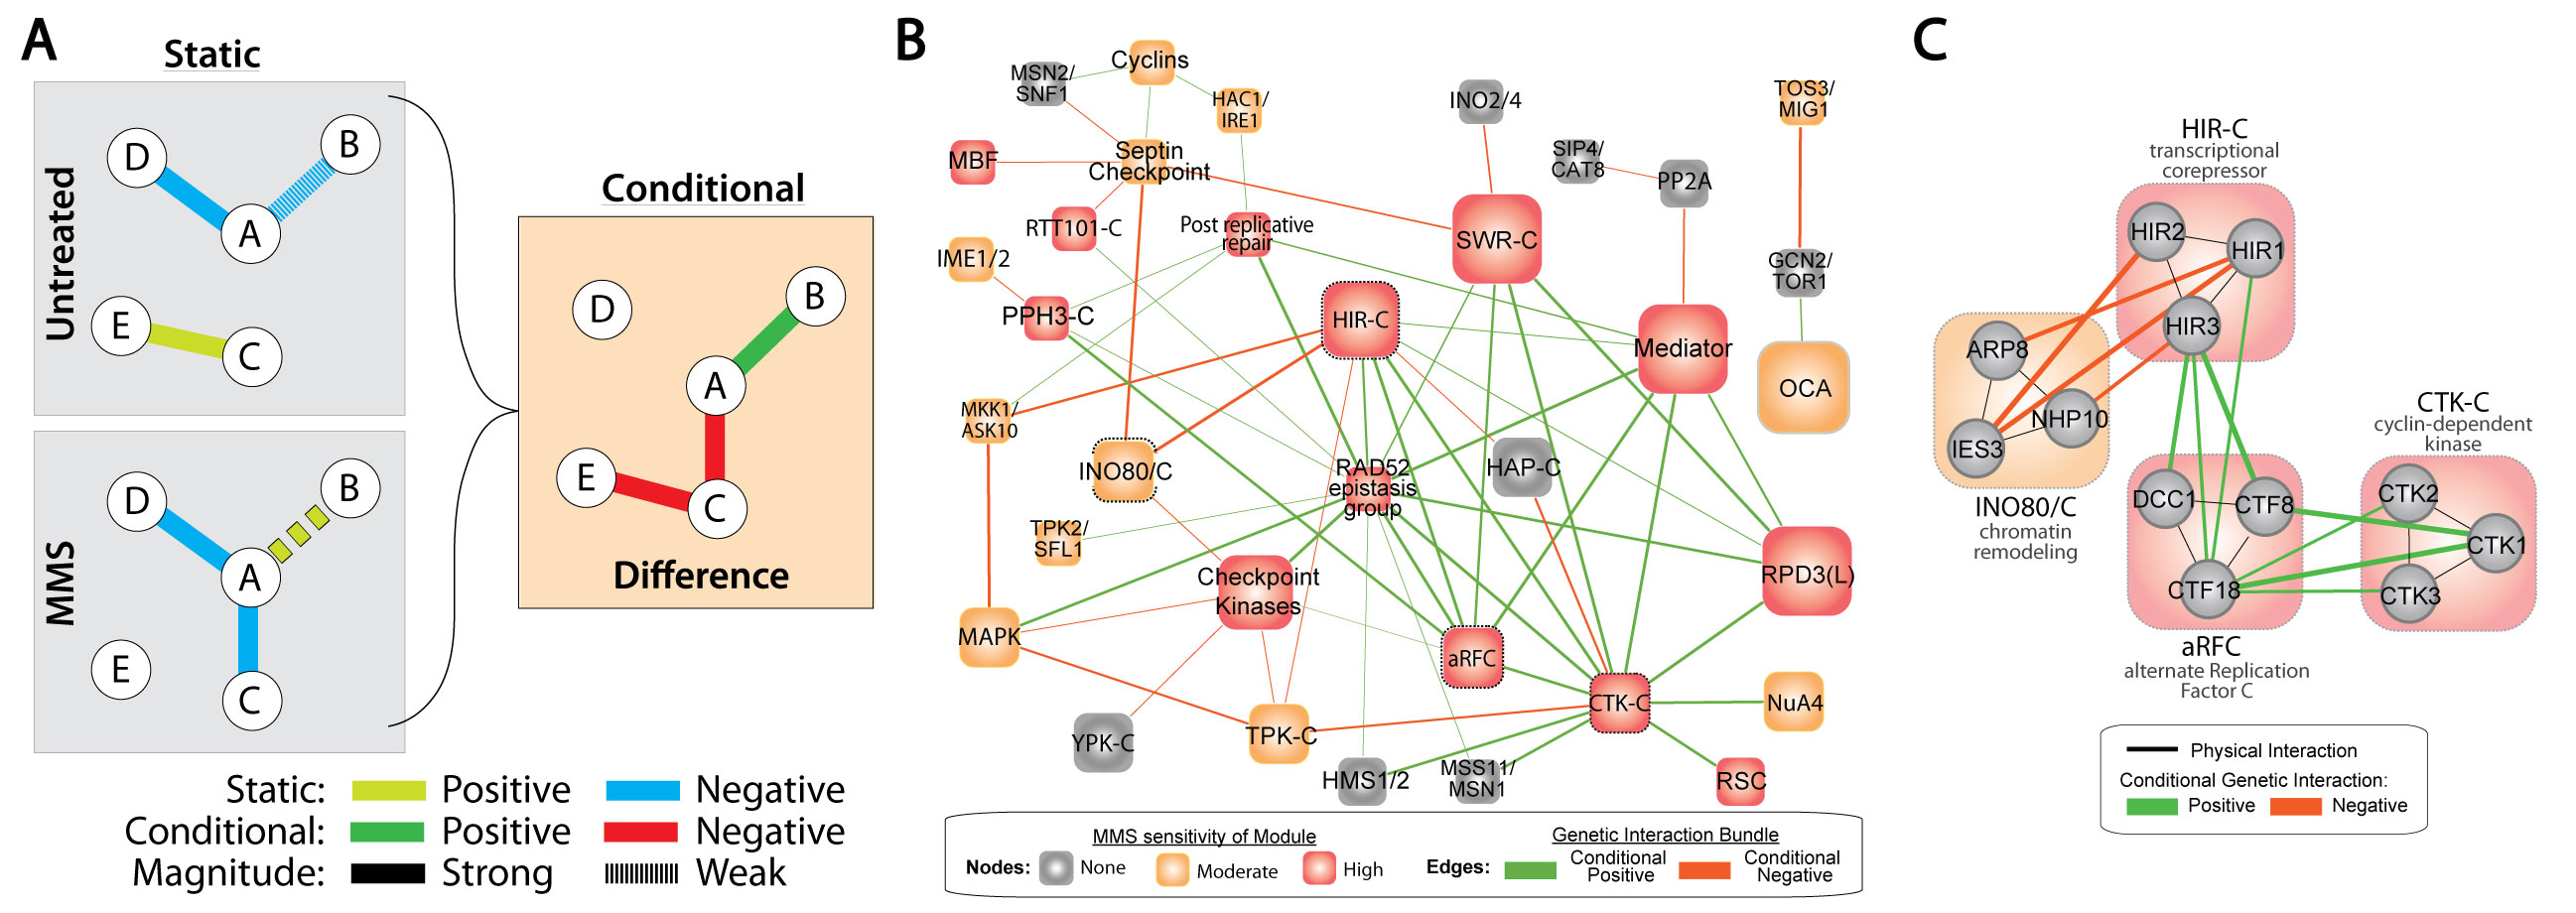 A
Static
Untreated
D
B
A
E
C
MMS
D
B
A
E
C
Conditional
D
B
A
E
C
Difference
Static: Positive Negative
Conditional: Positive Negative
Magnitude: Strong Weak
B
MSN2/
SNF1
Cyclins
HAC1/
IRE1
MBF
Septin
Checkpoint
INO2/4
SIP4/
CAT8
PP2A
TOS3/
MIG1
RTT101-C
Post replicative
repair
SWR-C
IME1/2
GCN2/
TOR1
PPH3-C
HIR-C
Mediator
OCA
MKK1/
ASK10
INO80/C
RAD52
epistasis
group
HAP-C
TPK2/
SFL1
Checkpoint
Kinases
RPD3(L)
MAPK
aRFC
CTK-C
NuA4
YPK-C
TPK-C
HMS1/2
MSS11/
MSN1
RSC
MMS sensitivity of Module
Nodes: None Moderate High
Genetic Interaction Bundle
Edges: Conditional
Positive
Conditional
Negative
C
HIR-C
transcriptional
corepressor
HIR2
HIR1
HIR3
ARP8
NHP10
IES3
INO80/C
chromatin
remodeling
CTK-C
cyclin-dependent
kinase
DCC1
CTF8
CTF18
CTK2
CTK1
CTK3
aRFC
alternate Replication
Factor C
Physical Interaction
Conditional Genetic Interaction:
Positive Negative